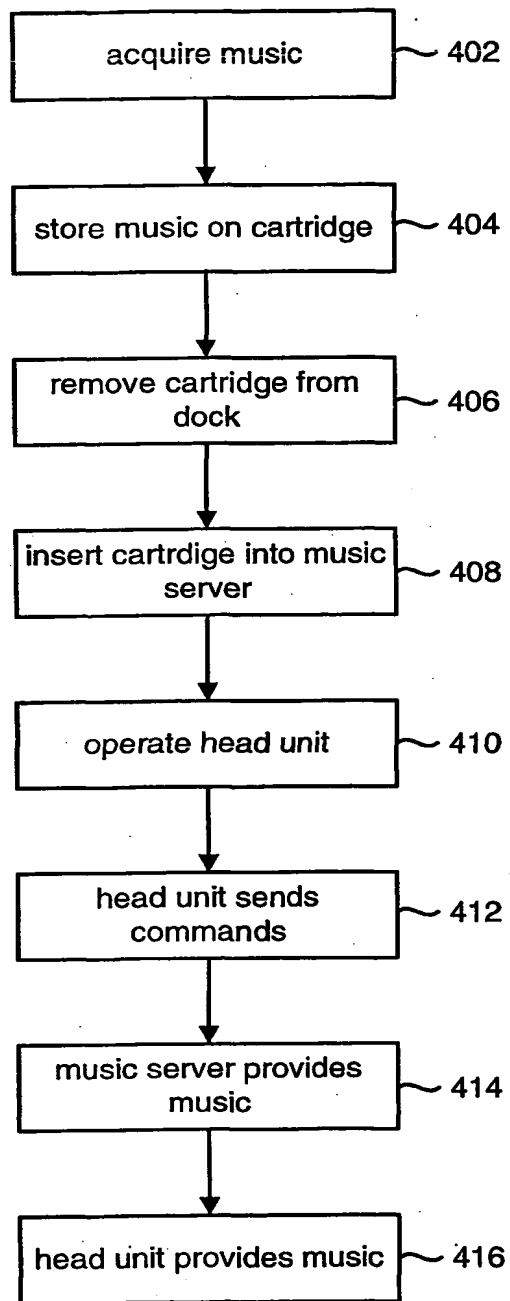 acquire music
402
store music on cartridge
404
remove cartridge from
dock
406
insert cartrdige into music
server
408
operate head unit
410
head unit sends
commands
412
music server provides
music
414
head unit provides music
416